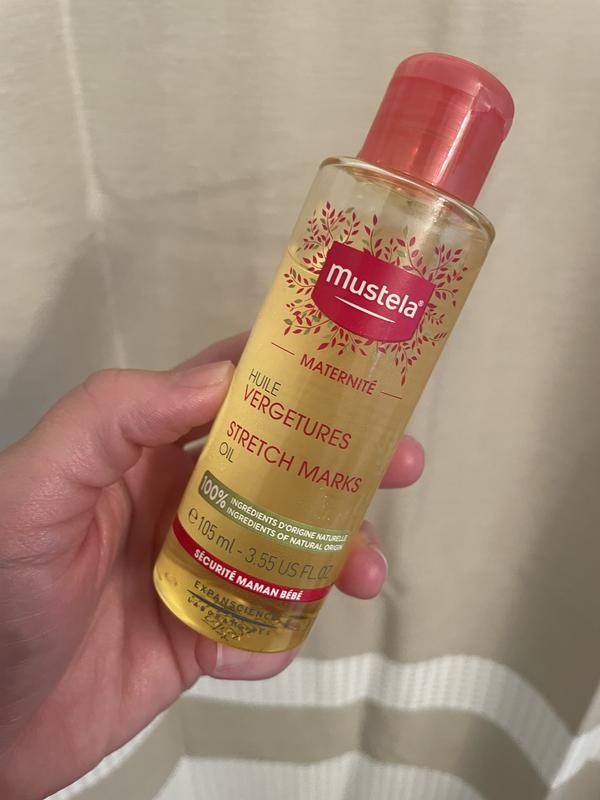 mustela®
MATERNITÉ
HUILE
VERGETURES
STRETCH MARKS
OIL
100% INGRÉDIENTS D'ORIGINE NATURELLE
INGREDIENTS OF NATURAL ORIGIN
℮105 ml - 3.55 US FL.OZ
SÉCURITÉ MAMAN BÉBÉ
EXPANSCIENCE
LABORATOIRES